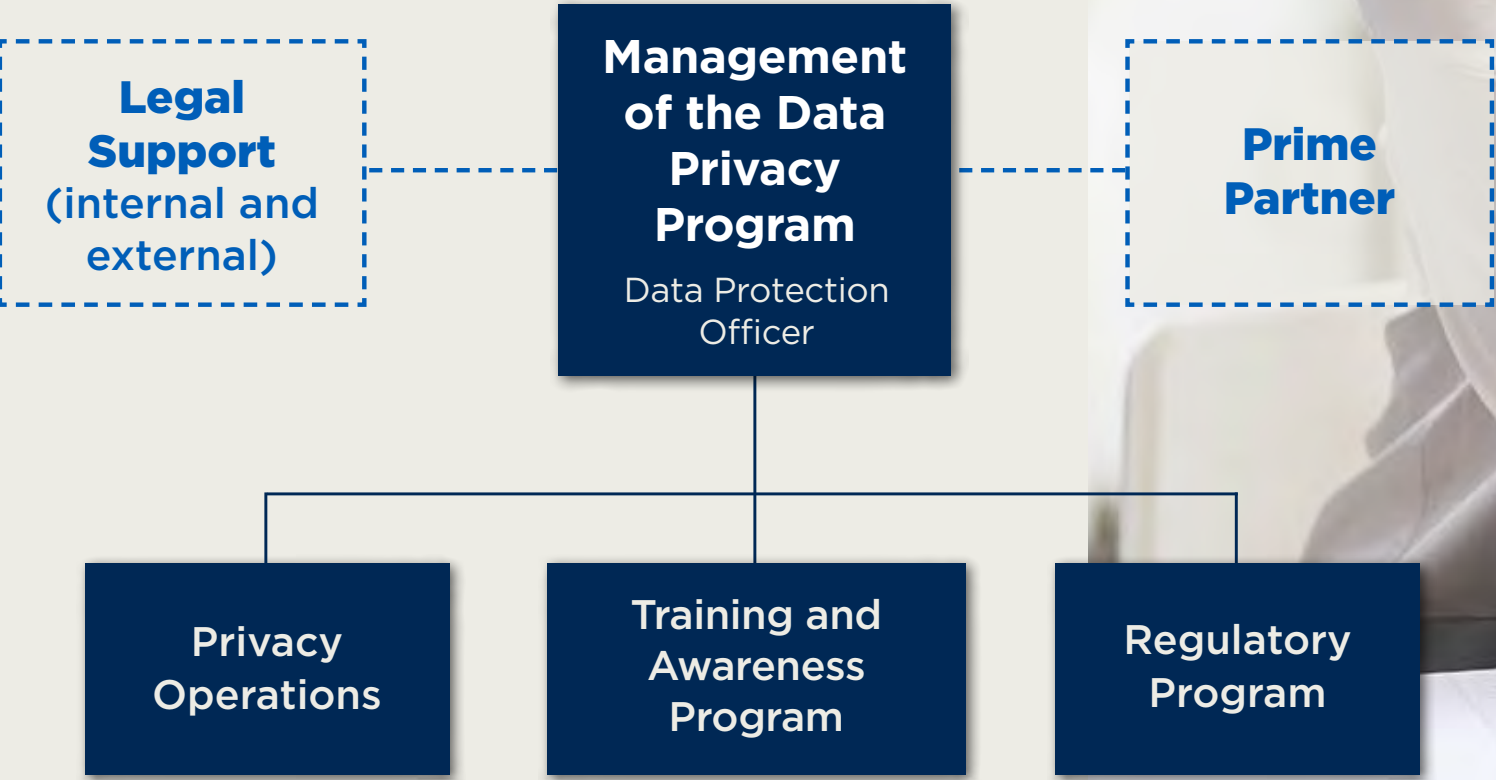 Legal
Support
(internal and
external)
Management
of the Data
Privacy
Program
Data Protection
Officer
Prime
Partner
Privacy
Operations
Training and
Awareness
Program
Regulatory
Program